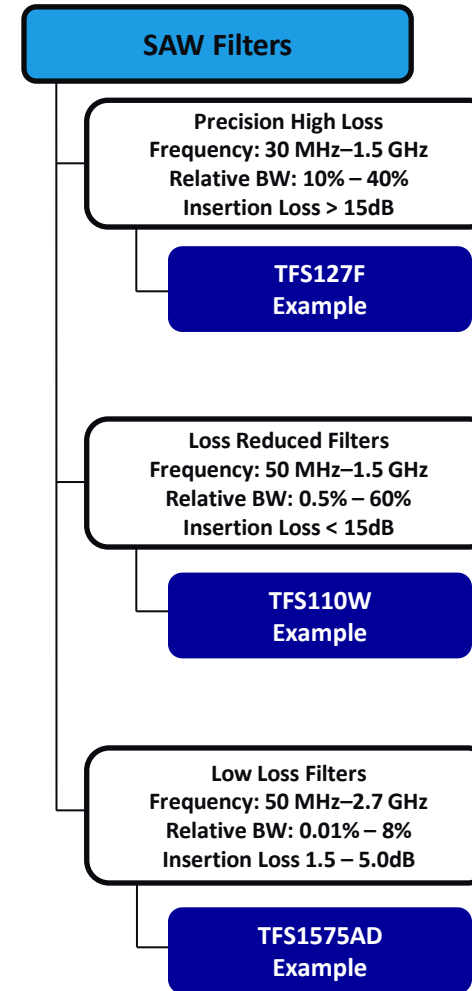 SAW Filters
Precision High Loss
Frequency: 30 MHz–1.5 GHz
Relative BW: 10% – 40%
Insertion Loss > 15dB
TFS127F
Example
Loss Reduced Filters
Frequency: 50 MHz–1.5 GHz
Relative BW: 0.5% – 60%
Insertion Loss < 15dB
TFS110W
Example
Low Loss Filters
Frequency: 50 MHz–2.7 GHz
Relative BW: 0.01% – 8%
Insertion Loss 1.5 – 5.0dB
TFS1575AD
Example